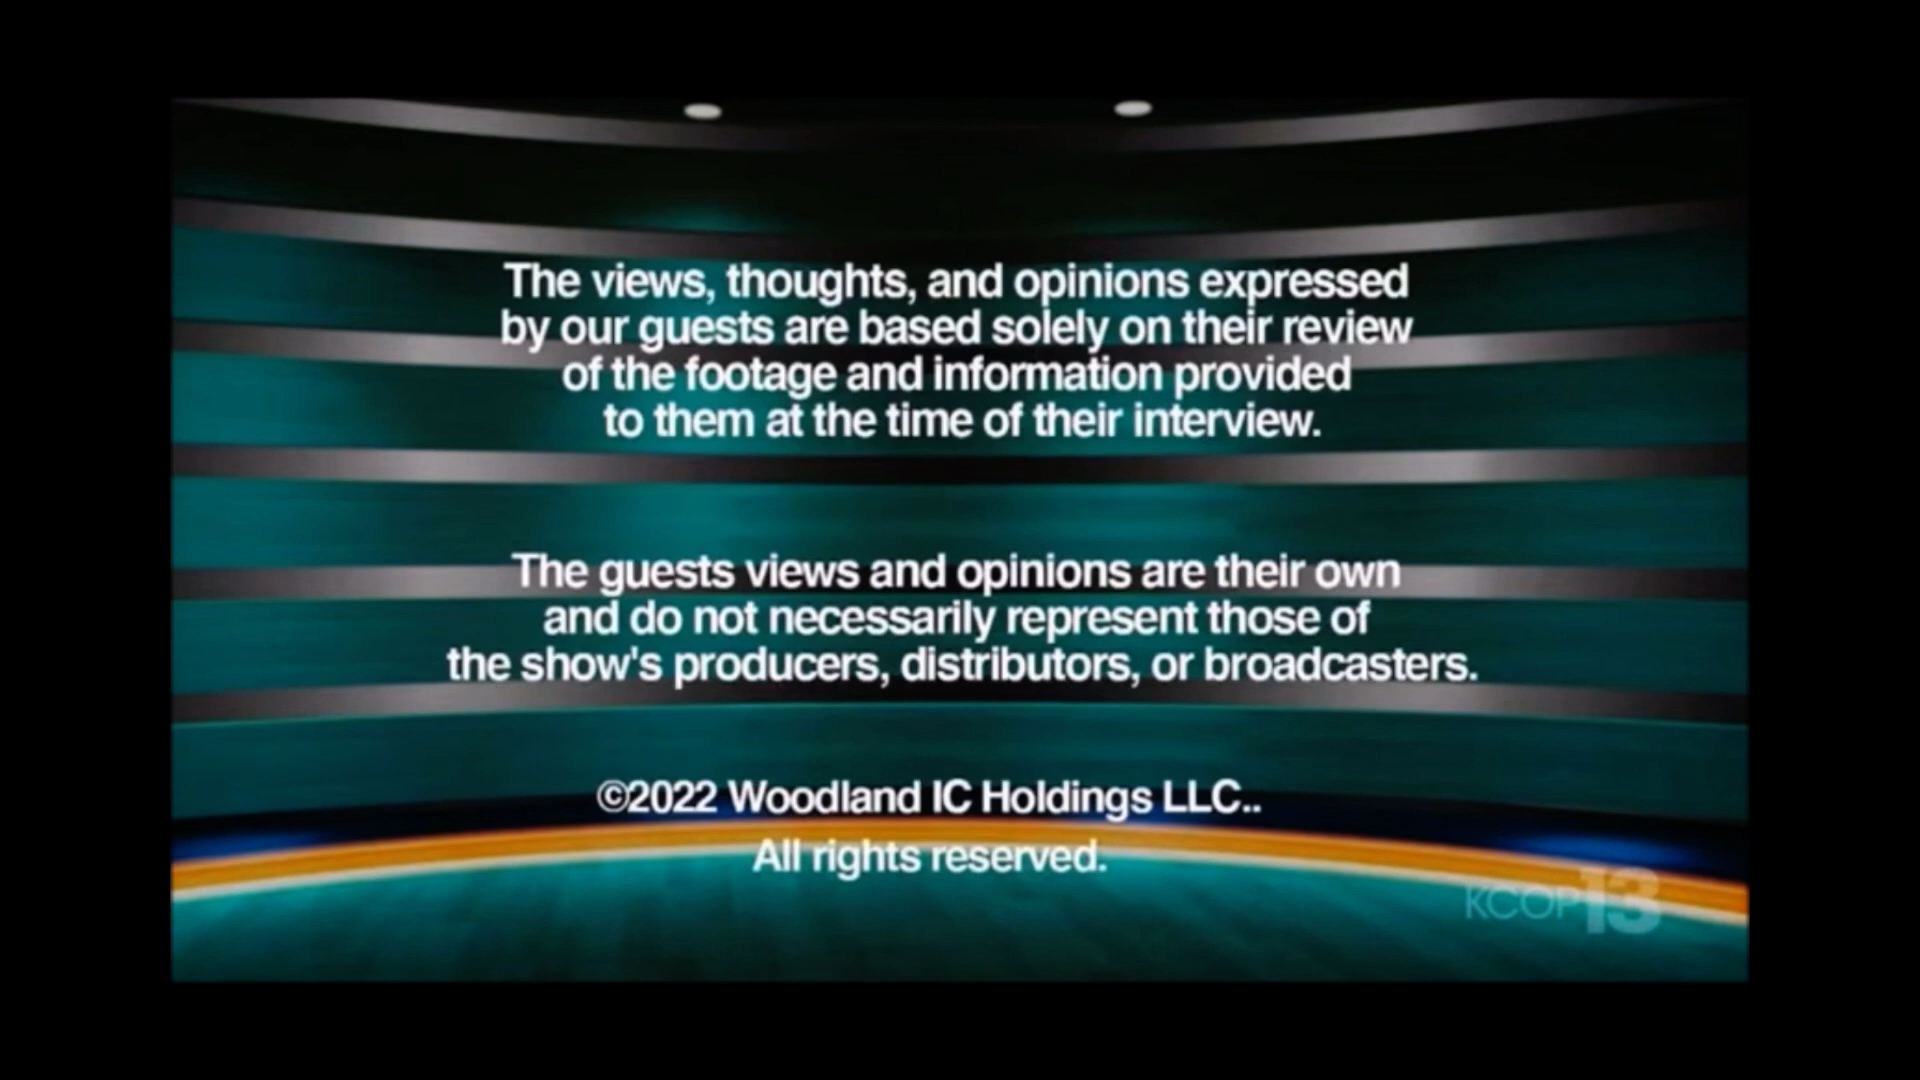 The views, thoughts, and opinions expressed
by our guests are based solely on their review
of the footage and information provided
to them at the time of their interview.
The guests views and opinions are their own
and do not necessarily represent those of
the show's producers, distributors, or broadcasters.
©2022 Woodland IC Holdings LLC..
All rights reserved.
KCOP13